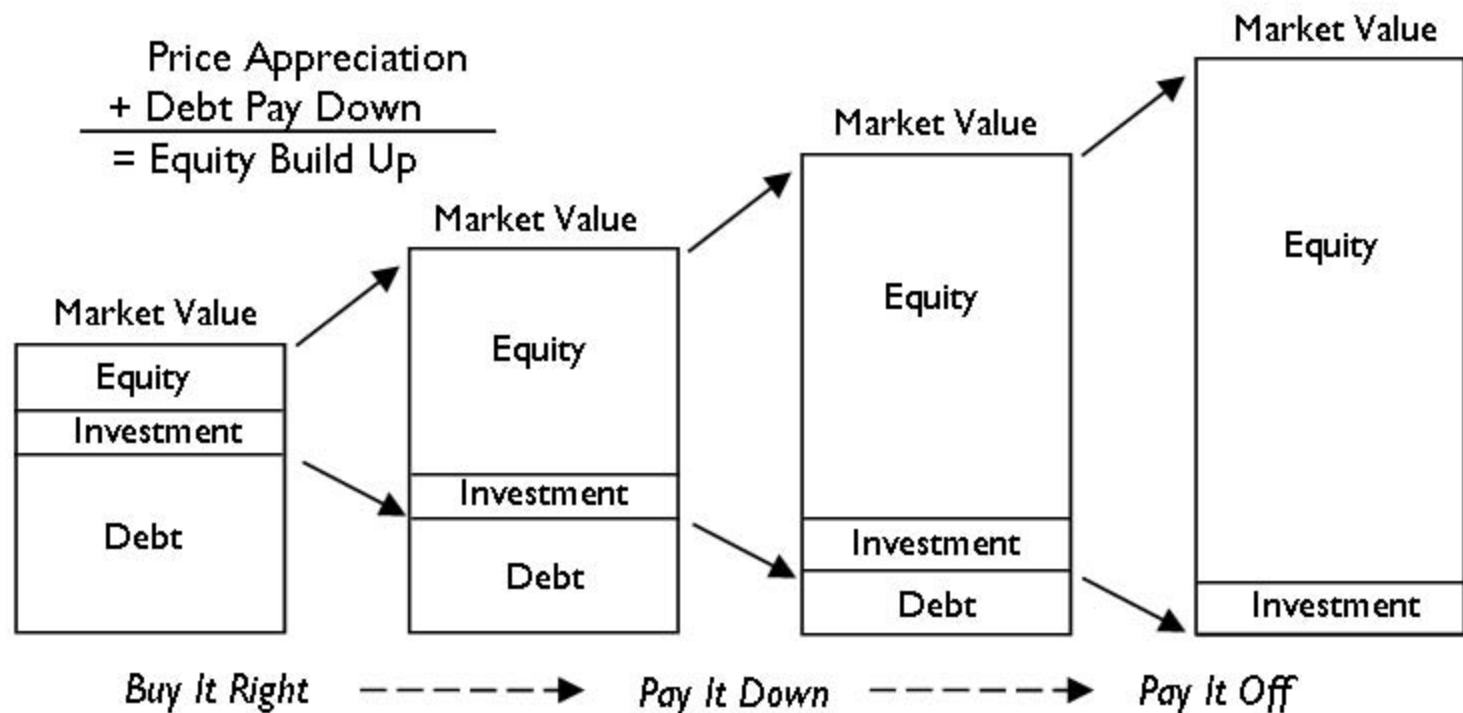 Price Appreciation
+ Debt Pay Down
= Equity Build Up
Market Value
Equity
Investment
Debt
Market Value
Equity
Investment
Debt
Market Value
Equity
Investment
Debt
Market Value
Equity
Investment
Buy It Right
Pay It Down
Pay It Off